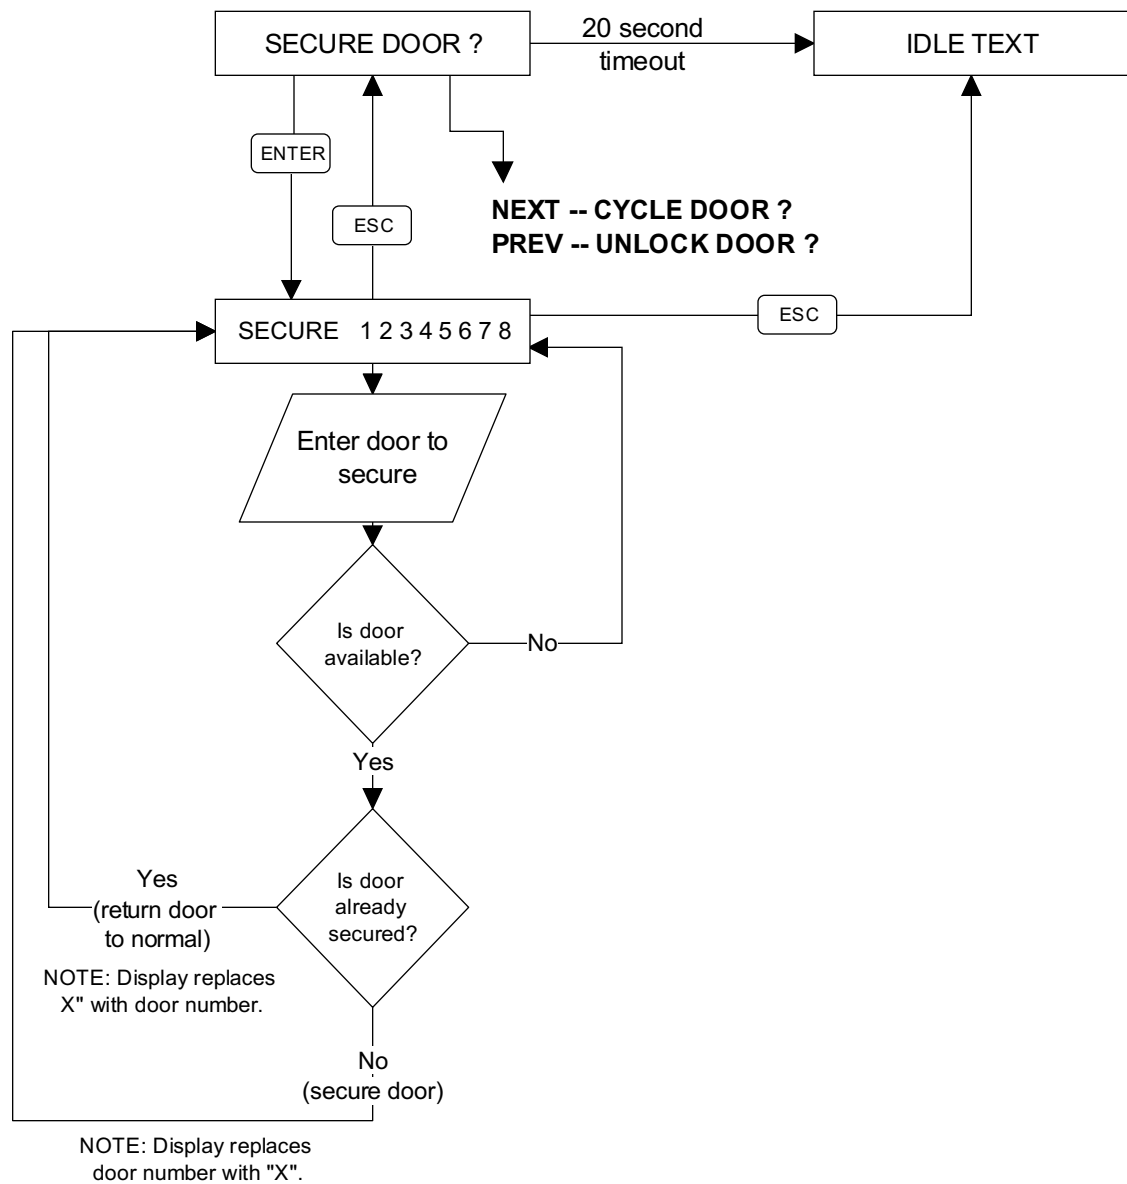 SECURE DOOR ?
20 second
timeout
IDLE TEXT
ENTER
ESC
NEXT -- CYCLE DOOR ?
PREV -- UNLOCK DOOR ?
SECURE 1 2 3 4 5 6 7 8
ESC
Enter door to
secure
Is door
available?
No
Yes
Is door
already
secured?
Yes
(return door
to normal)
NOTE: Display replaces
X" with door number.
No
(secure door)
NOTE: Display replaces
door number with "X".